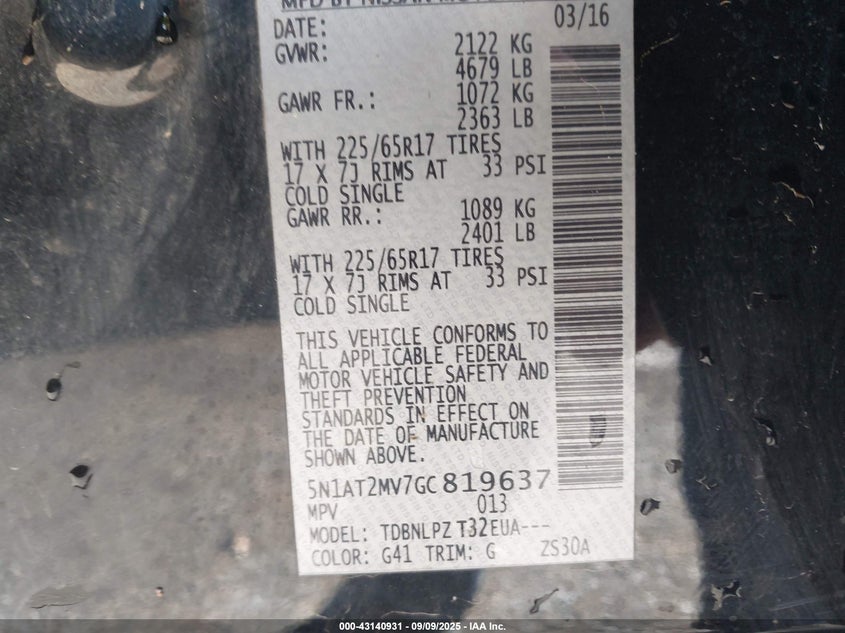 MFD BY NISSAN
DATE: 03/16
GVWR: 2122 KG
4679 LB
GAWR FR.: 1072 KG
2363 LB
WITH 225/65R17 TIRES
17 X 7J RIMS AT 33 PSI
COLD SINGLE
GAWR RR.: 1089 KG
2401 LB
WITH 225/65R17 TIRES
17 X 7J RIMS AT 33 PSI
COLD SINGLE
THIS VEHICLE CONFORMS TO
ALL APPLICABLE FEDERAL
MOTOR VEHICLE SAFETY AND
THEFT PREVENTION
STANDARDS IN EFFECT ON
THE DATE OF MANUFACTURE
SHOWN ABOVE.
5N1AT2MV7GC819637
MPV 013
MODEL: TDBNLPZ T32EUA---
COLOR: G41 TRIM: G ZS30A
000-43140931 - 09/09/2025 - IAA Inc.